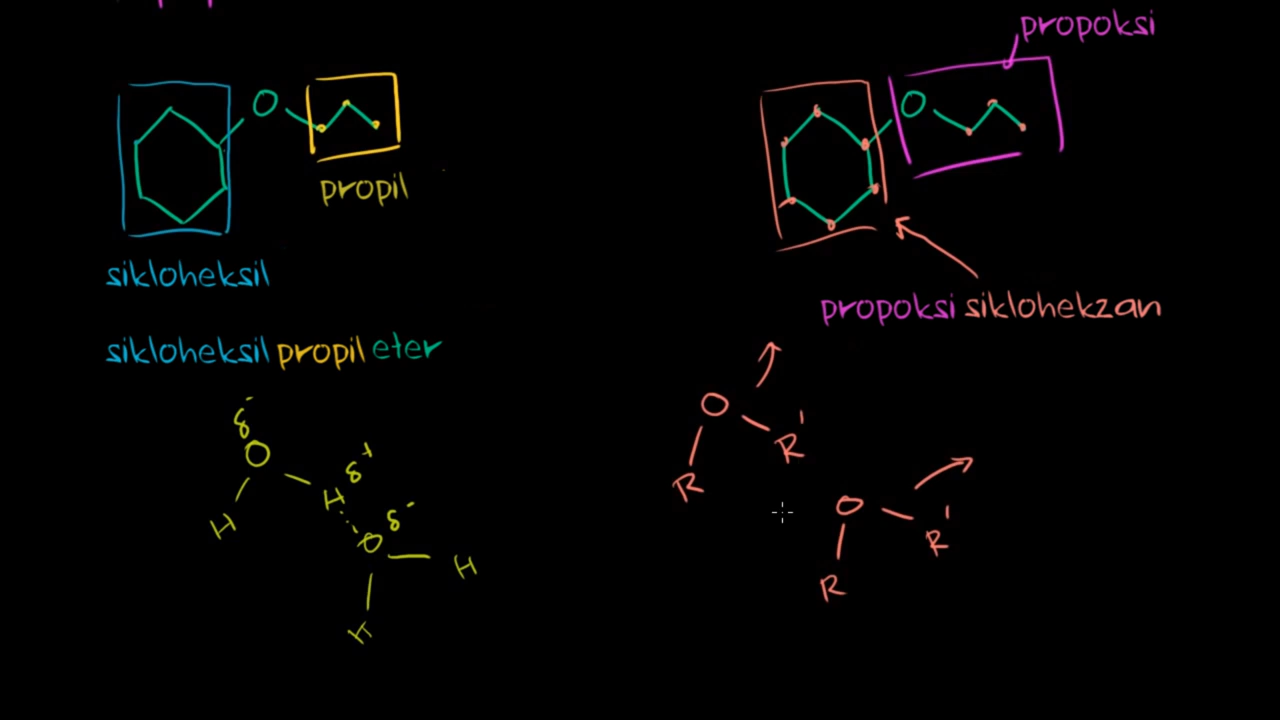 propoksi
O
O
propil
sikloheksil
propoksi siklohekzan
sikloheksil propil eter
δ-
O
δ+
H
H
δ-
O
H
H
O
R'
R
O
R'
R